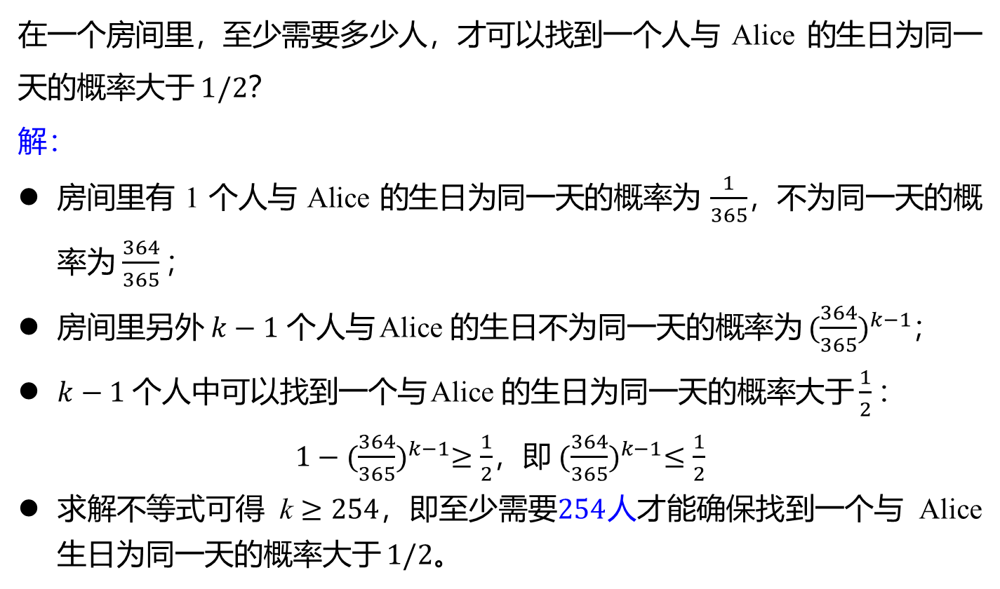 在一个房间里，至少需要多少人，才可以找到一个人与 Alice 的生日为同一
天的概率大于 1/2？
解：
● 房间里有 1 个人与 Alice 的生日为同一天的概率为 $\frac{1}{365}$，不为同一天的概
率为 $\frac{364}{365}$；
● 房间里另外 $k-1$ 个人与 Alice 的生日不为同一天的概率为 $(\frac{364}{365})^{k-1}$；
● $k-1$ 个人中可以找到一个与 Alice 的生日为同一天的概率大于 $\frac{1}{2}$：
$1-(\frac{364}{365})^{k-1} \geq \frac{1}{2}$，即 $(\frac{364}{365})^{k-1} \leq \frac{1}{2}$
● 求解不等式可得 $k \geq 254$，即至少需要254人才能确保找到一个与 Alice
生日为同一天的概率大于 1/2。